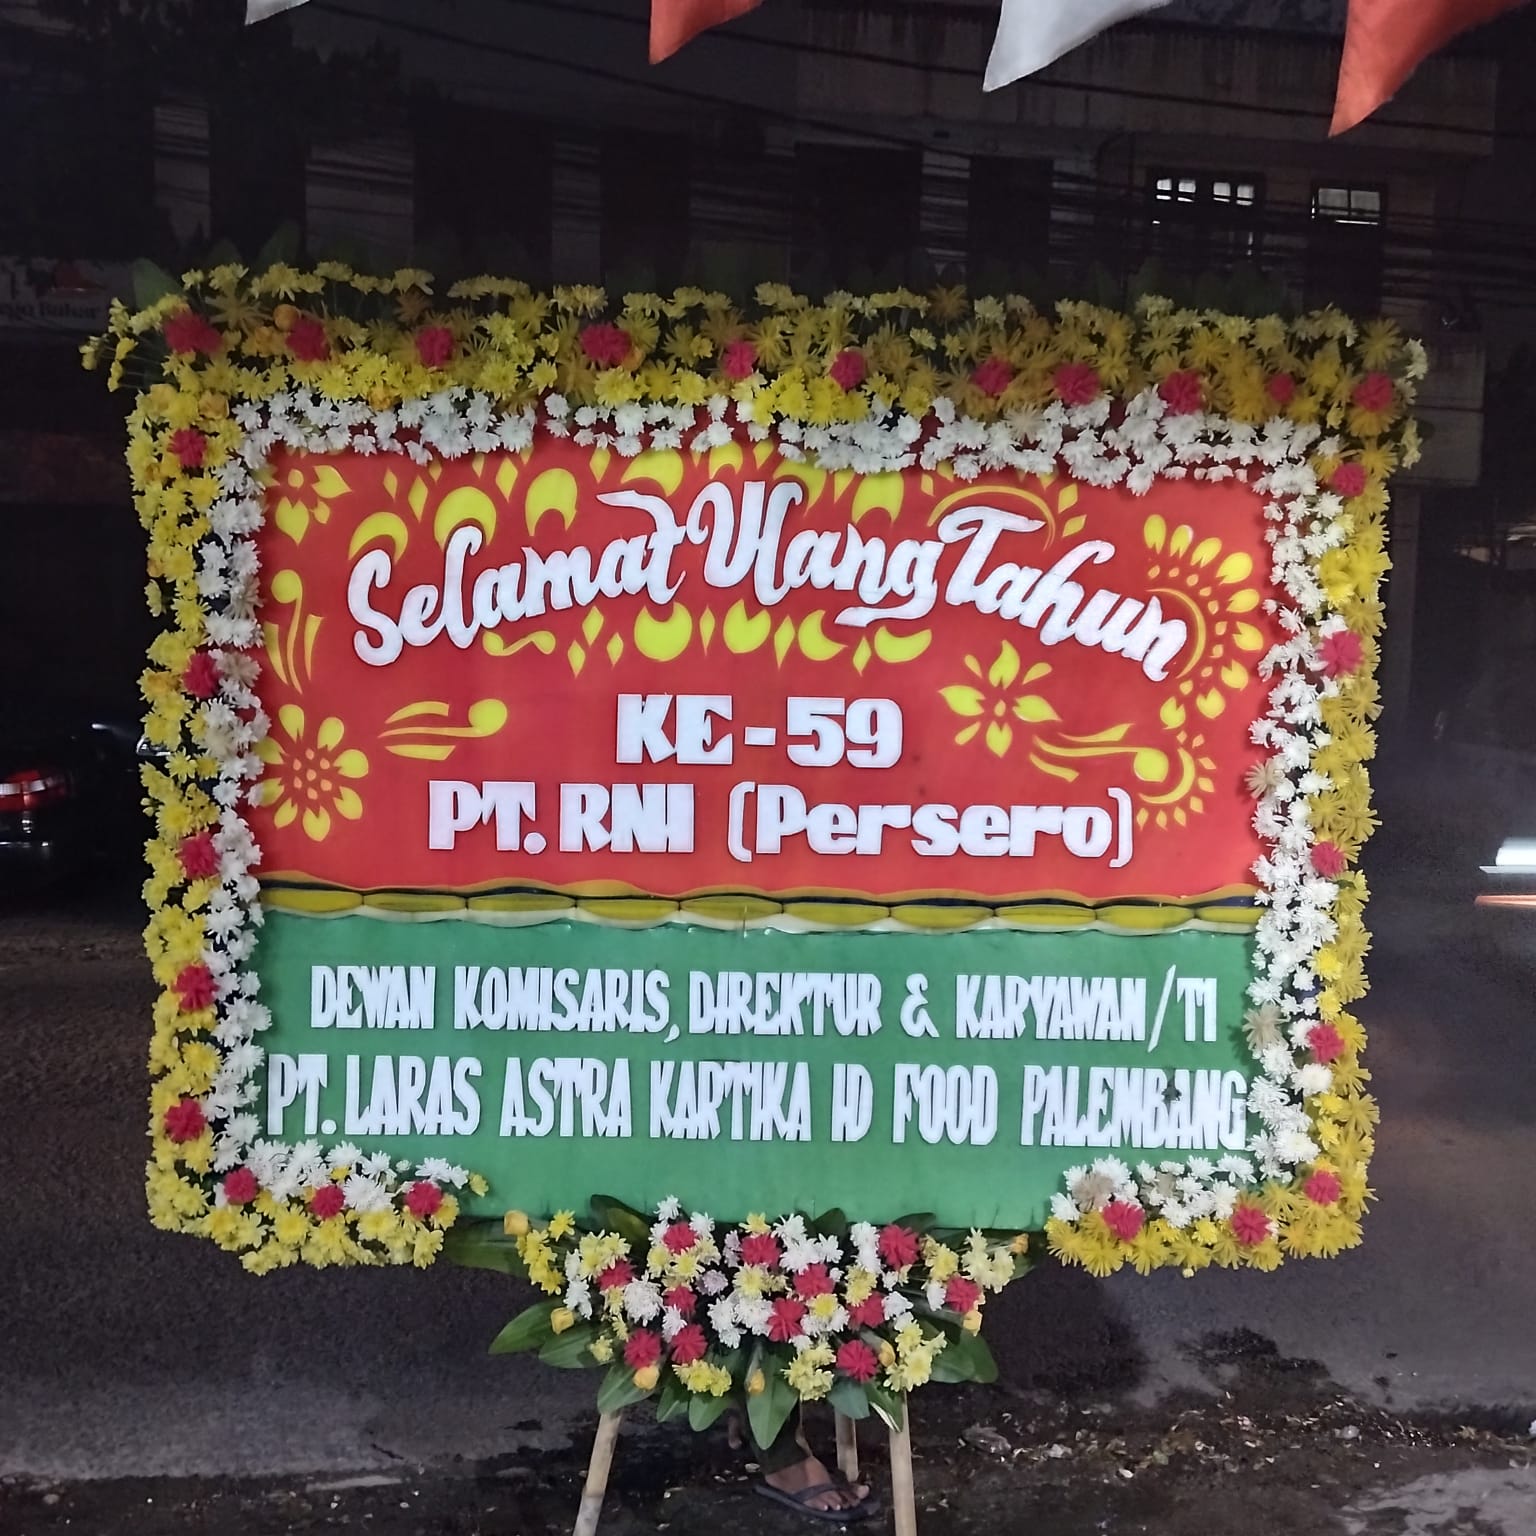 Selamat Ulang Tahun
KE - 59
PT. RNI (Persero)
DEWAN KOMISARIS, DIREKTUR & KARYAWAN / TI
PT. LARAS ASTRA KARTIKA ID FOOD PALEMBANG